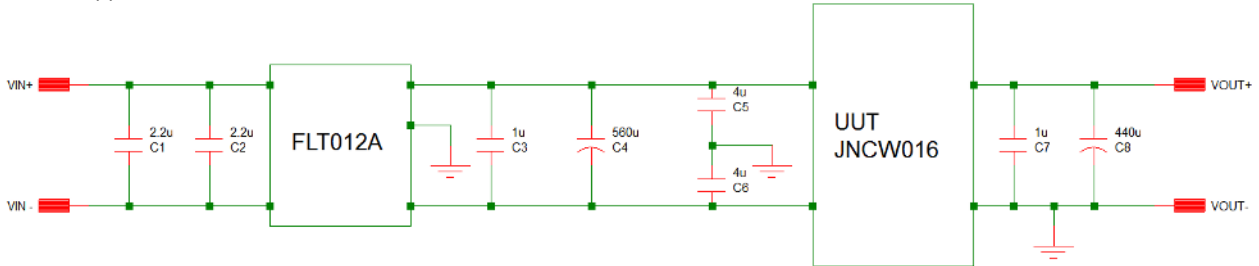 VIN+
VIN -
2.2u
C1
2.2u
C2
FLT012A
1u
C3
560u
C4
4u
C5
4u
C6
UUT
JNCW016
1u
C7
440u
C8
VOUT+
VOUT-